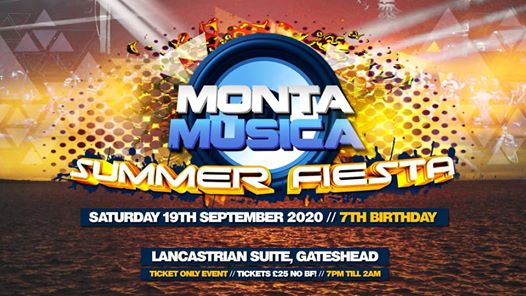 MONTA
MUSICA
SUMMER FIESTA
SATURDAY 19TH SEPTEMBER 2020 // 7TH BIRTHDAY
LANCASTRIAN SUITE, GATESHEAD
TICKET ONLY EVENT // TICKETS £25 NO BF! // 7PM TILL 2AM